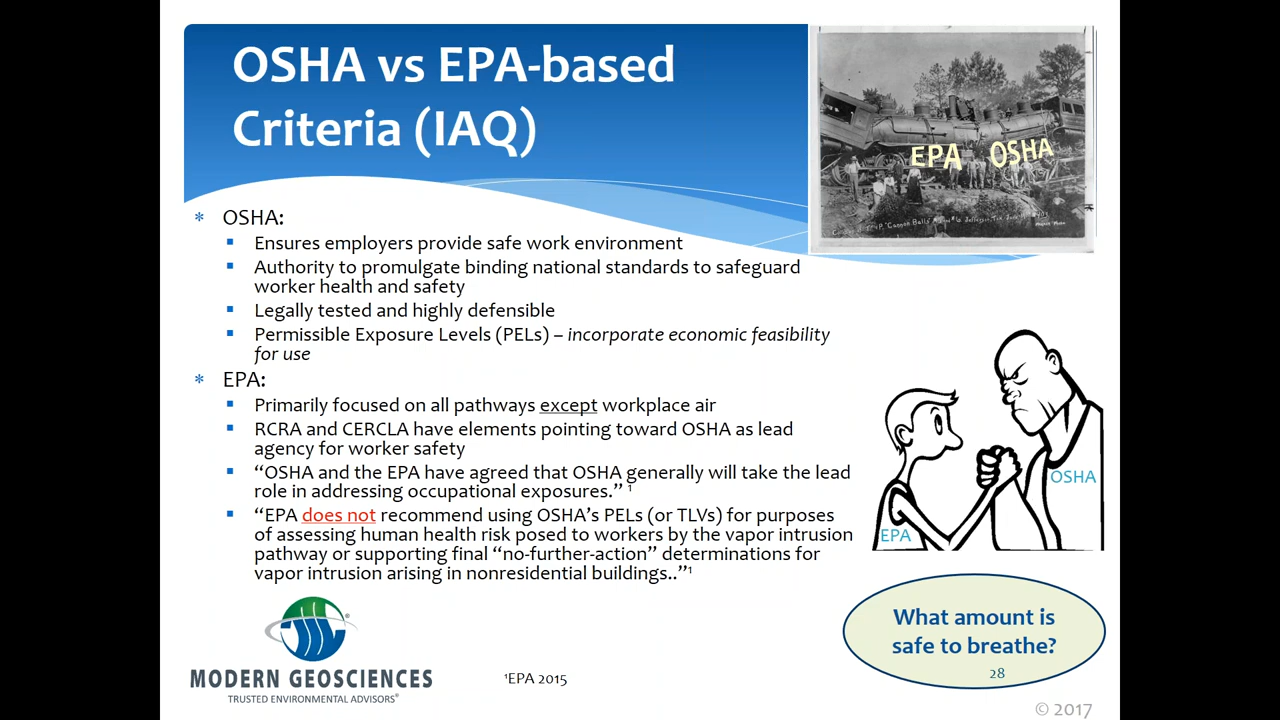 OSHA vs EPA-based
Criteria (IAQ)
EPA OSHA
* OSHA:
▪ Ensures employers provide safe work environment
▪ Authority to promulgate binding national standards to safeguard
worker health and safety
▪ Legally tested and highly defensible
▪ Permissible Exposure Levels (PELs) – incorporate economic feasibility
for use
* EPA:
▪ Primarily focused on all pathways except workplace air
▪ RCRA and CERCLA have elements pointing toward OSHA as lead
agency for worker safety
▪ “OSHA and the EPA have agreed that OSHA generally will take the lead
role in addressing occupational exposures.” ¹
▪ “EPA does not recommend using OSHA’s PELs (or TLVs) for purposes
of assessing human health risk posed to workers by the vapor intrusion
pathway or supporting final “no-further-action” determinations for
vapor intrusion arising in nonresidential buildings..”¹
OSHA
EPA
What amount is
safe to breathe?
28
MODERN GEOSCIENCES
TRUSTED ENVIRONMENTAL ADVISORS®
¹EPA 2015
© 2017